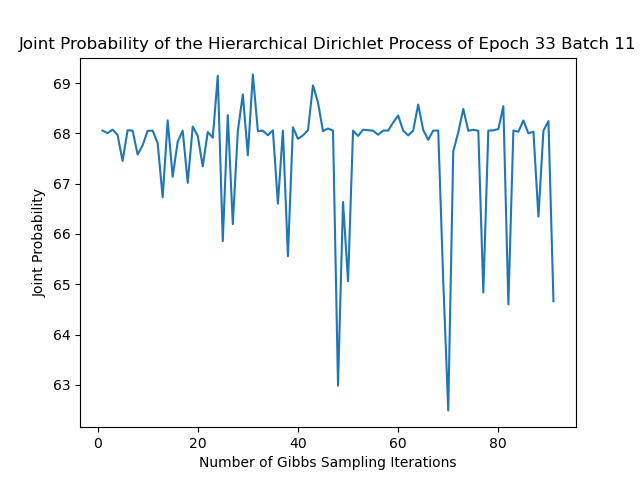 Joint Probability of the Hierarchical Dirichlet Process of Epoch 33 Batch 11
69
68
67
66
65
64
63
Joint Probability
0 20 40 60 80
Number of Gibbs Sampling Iterations